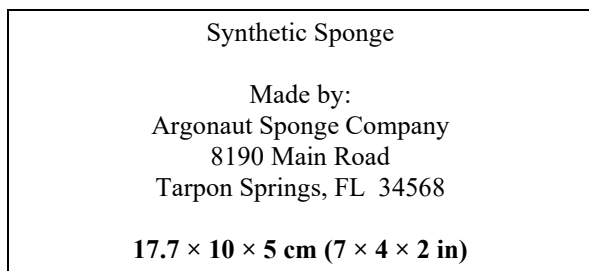 Synthetic Sponge
Made by:
Argonaut Sponge Company
8190 Main Road
Tarpon Springs, FL 34568
17.7 × 10 × 5 cm (7 × 4 × 2 in)